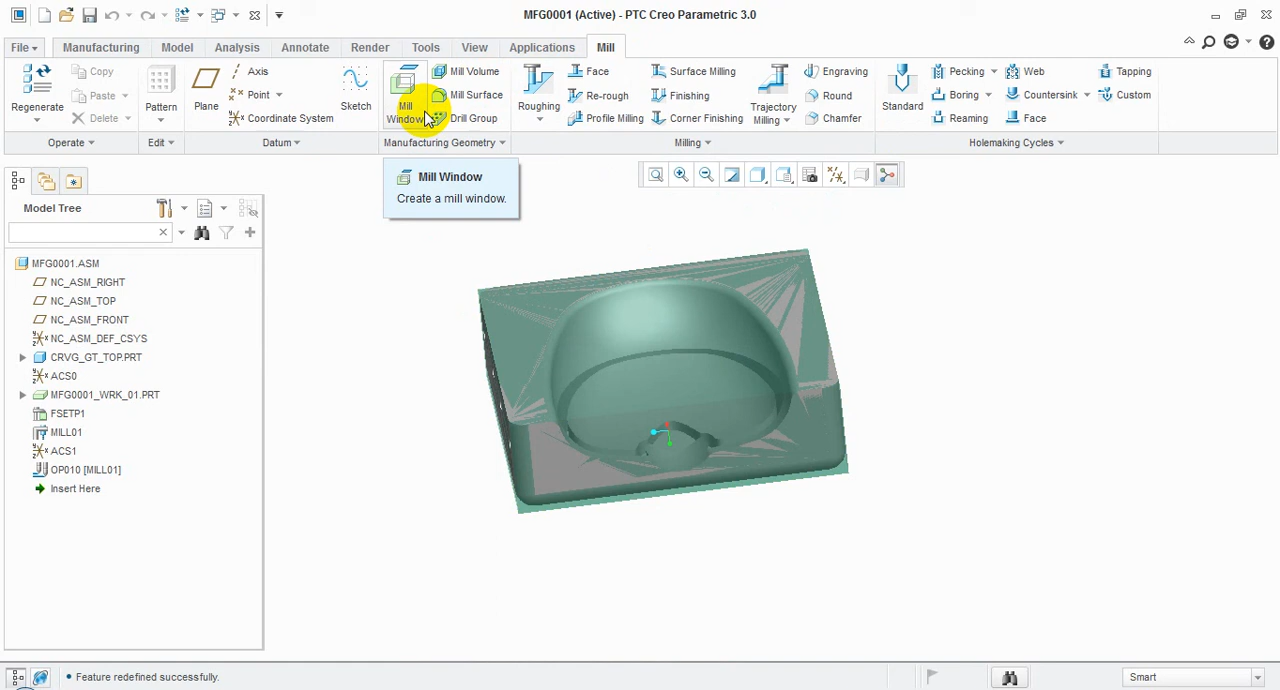 MFG0001 (Active) - PTC Creo Parametric 3.0
File Manufacturing Model Analysis Annotate Render Tools View Applications Mill
Regenerate
Copy
Paste
Delete
Pattern
Plane
Axis
Point
Coordinate System
Sketch
Mill
Window
Mill Volume
Mill Surface
Drill Group
Roughing
Face
Re-rough
Profile Milling
Surface Milling
Finishing
Corner Finishing
Trajectory
Milling
Engraving
Round
Chamfer
Standard
Pecking
Boring
Reaming
Web
Countersink
Face
Tapping
Custom
Operate Edit Datum Manufacturing Geometry Milling Holemaking Cycles
Mill Window
Create a mill window.
Model Tree
MFG0001.ASM
NC_ASM_RIGHT
NC_ASM_TOP
NC_ASM_FRONT
NC_ASM_DEF_CSYS
CRVG_GT_TOP.PRT
ACS0
MFG0001_WRK_01.PRT
FSETP1
MILL01
ACS1
OP010 [MILL01]
Insert Here
• Feature redefined successfully.
Smart